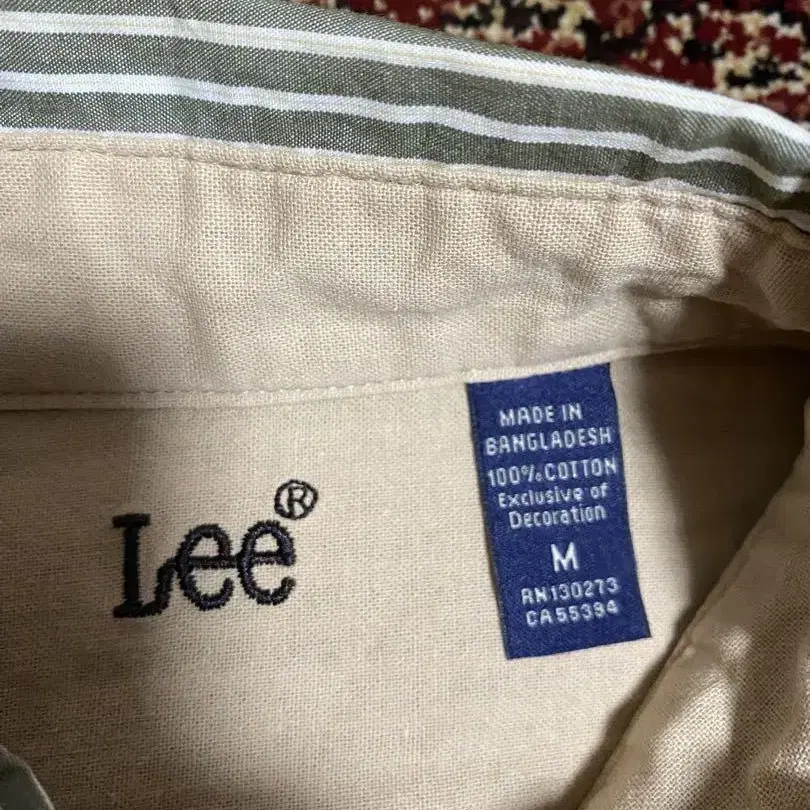 Lee®
MADE IN
BANGLADESH
100% COTTON
Exclusive of
Decoration
M
RN130273
CA55394